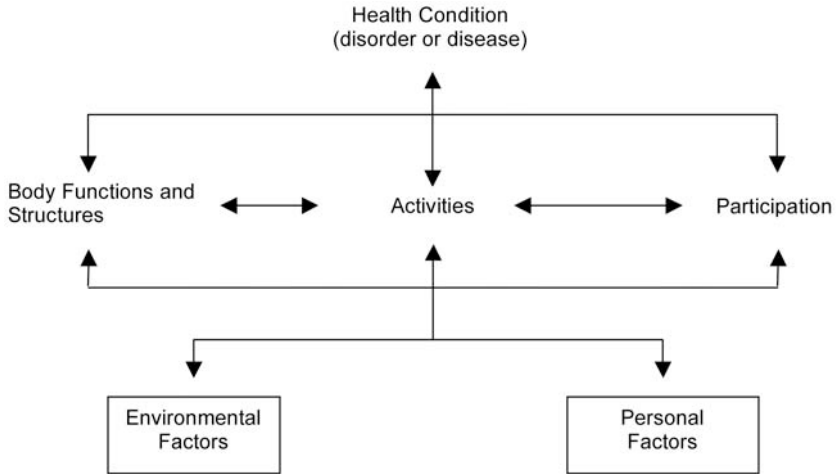 Health Condition
(disorder or disease)
Body Functions and
Structures
Activities
Participation
Environmental
Factors
Personal
Factors